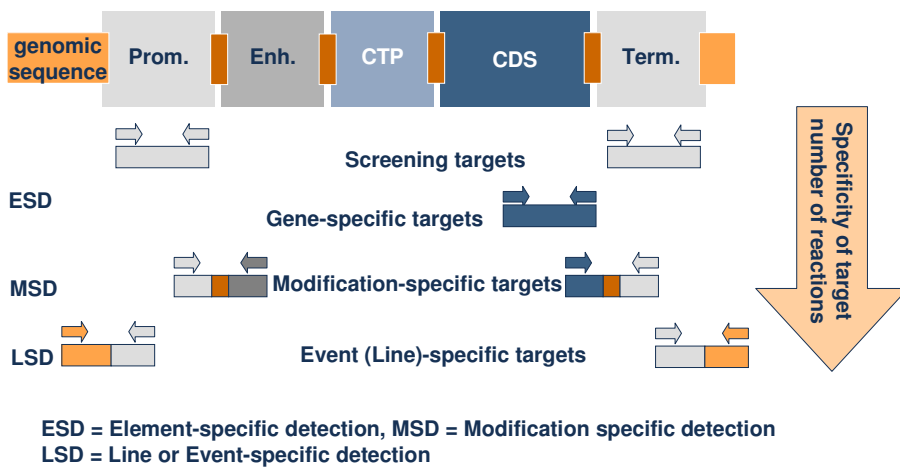 genomic
sequence
Prom.
Enh.
CTP
CDS
Term.
Screening targets
ESD
Gene-specific targets
MSD
Modification-specific targets
LSD
Event (Line)-specific targets
Specificity of target
number of reactions
ESD = Element-specific detection, MSD = Modification specific detection
LSD = Line or Event-specific detection